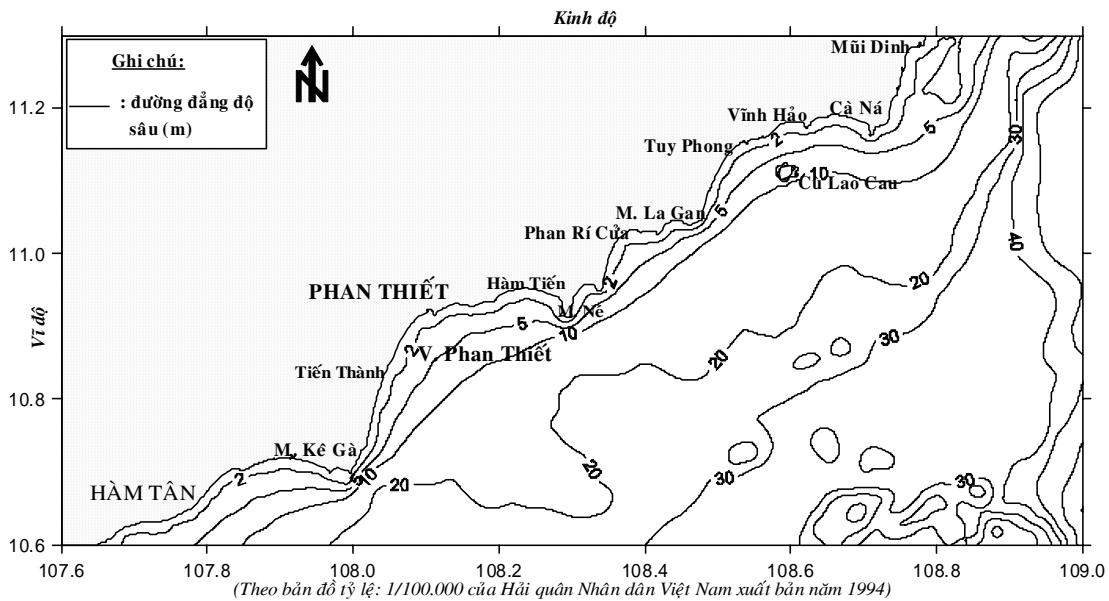 Kinh độ
Ghi chú:
: đường đẳng độ
sâu (m)
N
Mũi Dinh
11.2
Vĩnh Hảo
Cà Ná
5
30
2
Tuy Phong
10
Cù Lao Cau
M. La Gan
5
Phan Rí Cửa
40
11.0
2
20
Hàm Tiến
PHAN THIẾT
M. Né
5
10
30
Vĩ độ
2
V. Phan Thiết
20
Tiến Thành
10.8
M. Kê Gà
20
2
5
10
30
30
20
HÀM TÂN
10.6
107.6
107.8
108.0
108.2
108.4
108.6
108.8
109.0
(Theo bản đồ tỷ lệ: 1/100.000 của Hải quân Nhân dân Việt Nam xuất bản năm 1994)